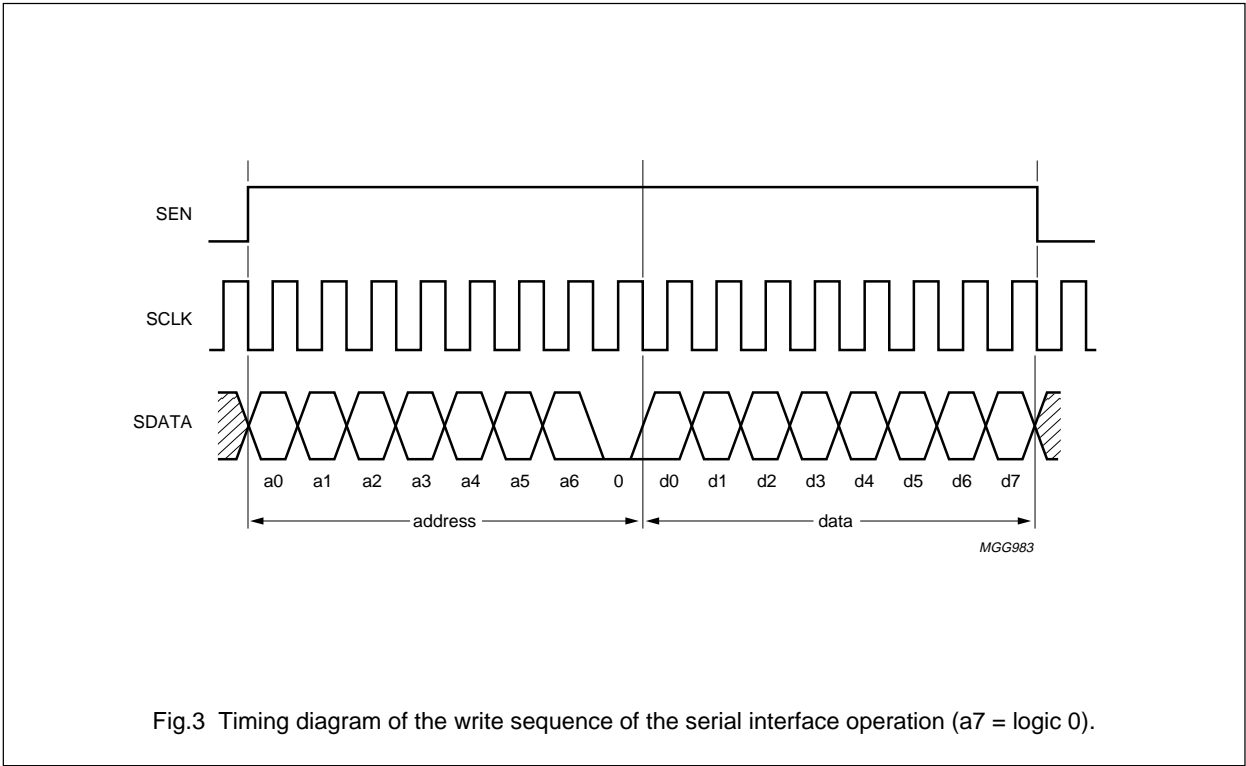 SEN
SCLK
SDATA
a0 a1 a2 a3 a4 a5 a6 0 d0 d1 d2 d3 d4 d5 d6 d7
address data
MGG983
Fig.3 Timing diagram of the write sequence of the serial interface operation (a7 = logic 0).